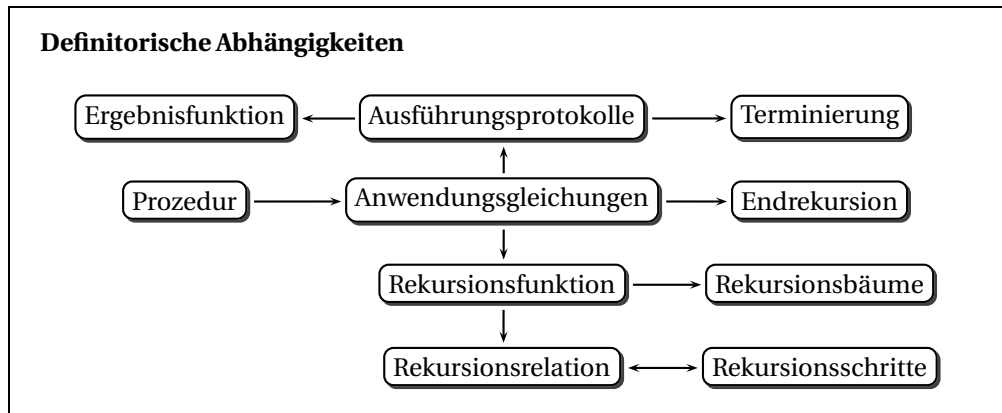 Definitorische Abhängigkeiten
Ergebnisfunktion Ausführungsprotokolle Terminierung
Prozedur Anwendungsgleichungen Endrekursion
Rekursionsfunktion Rekursionsbäume
Rekursionsrelation Rekursionsschritte